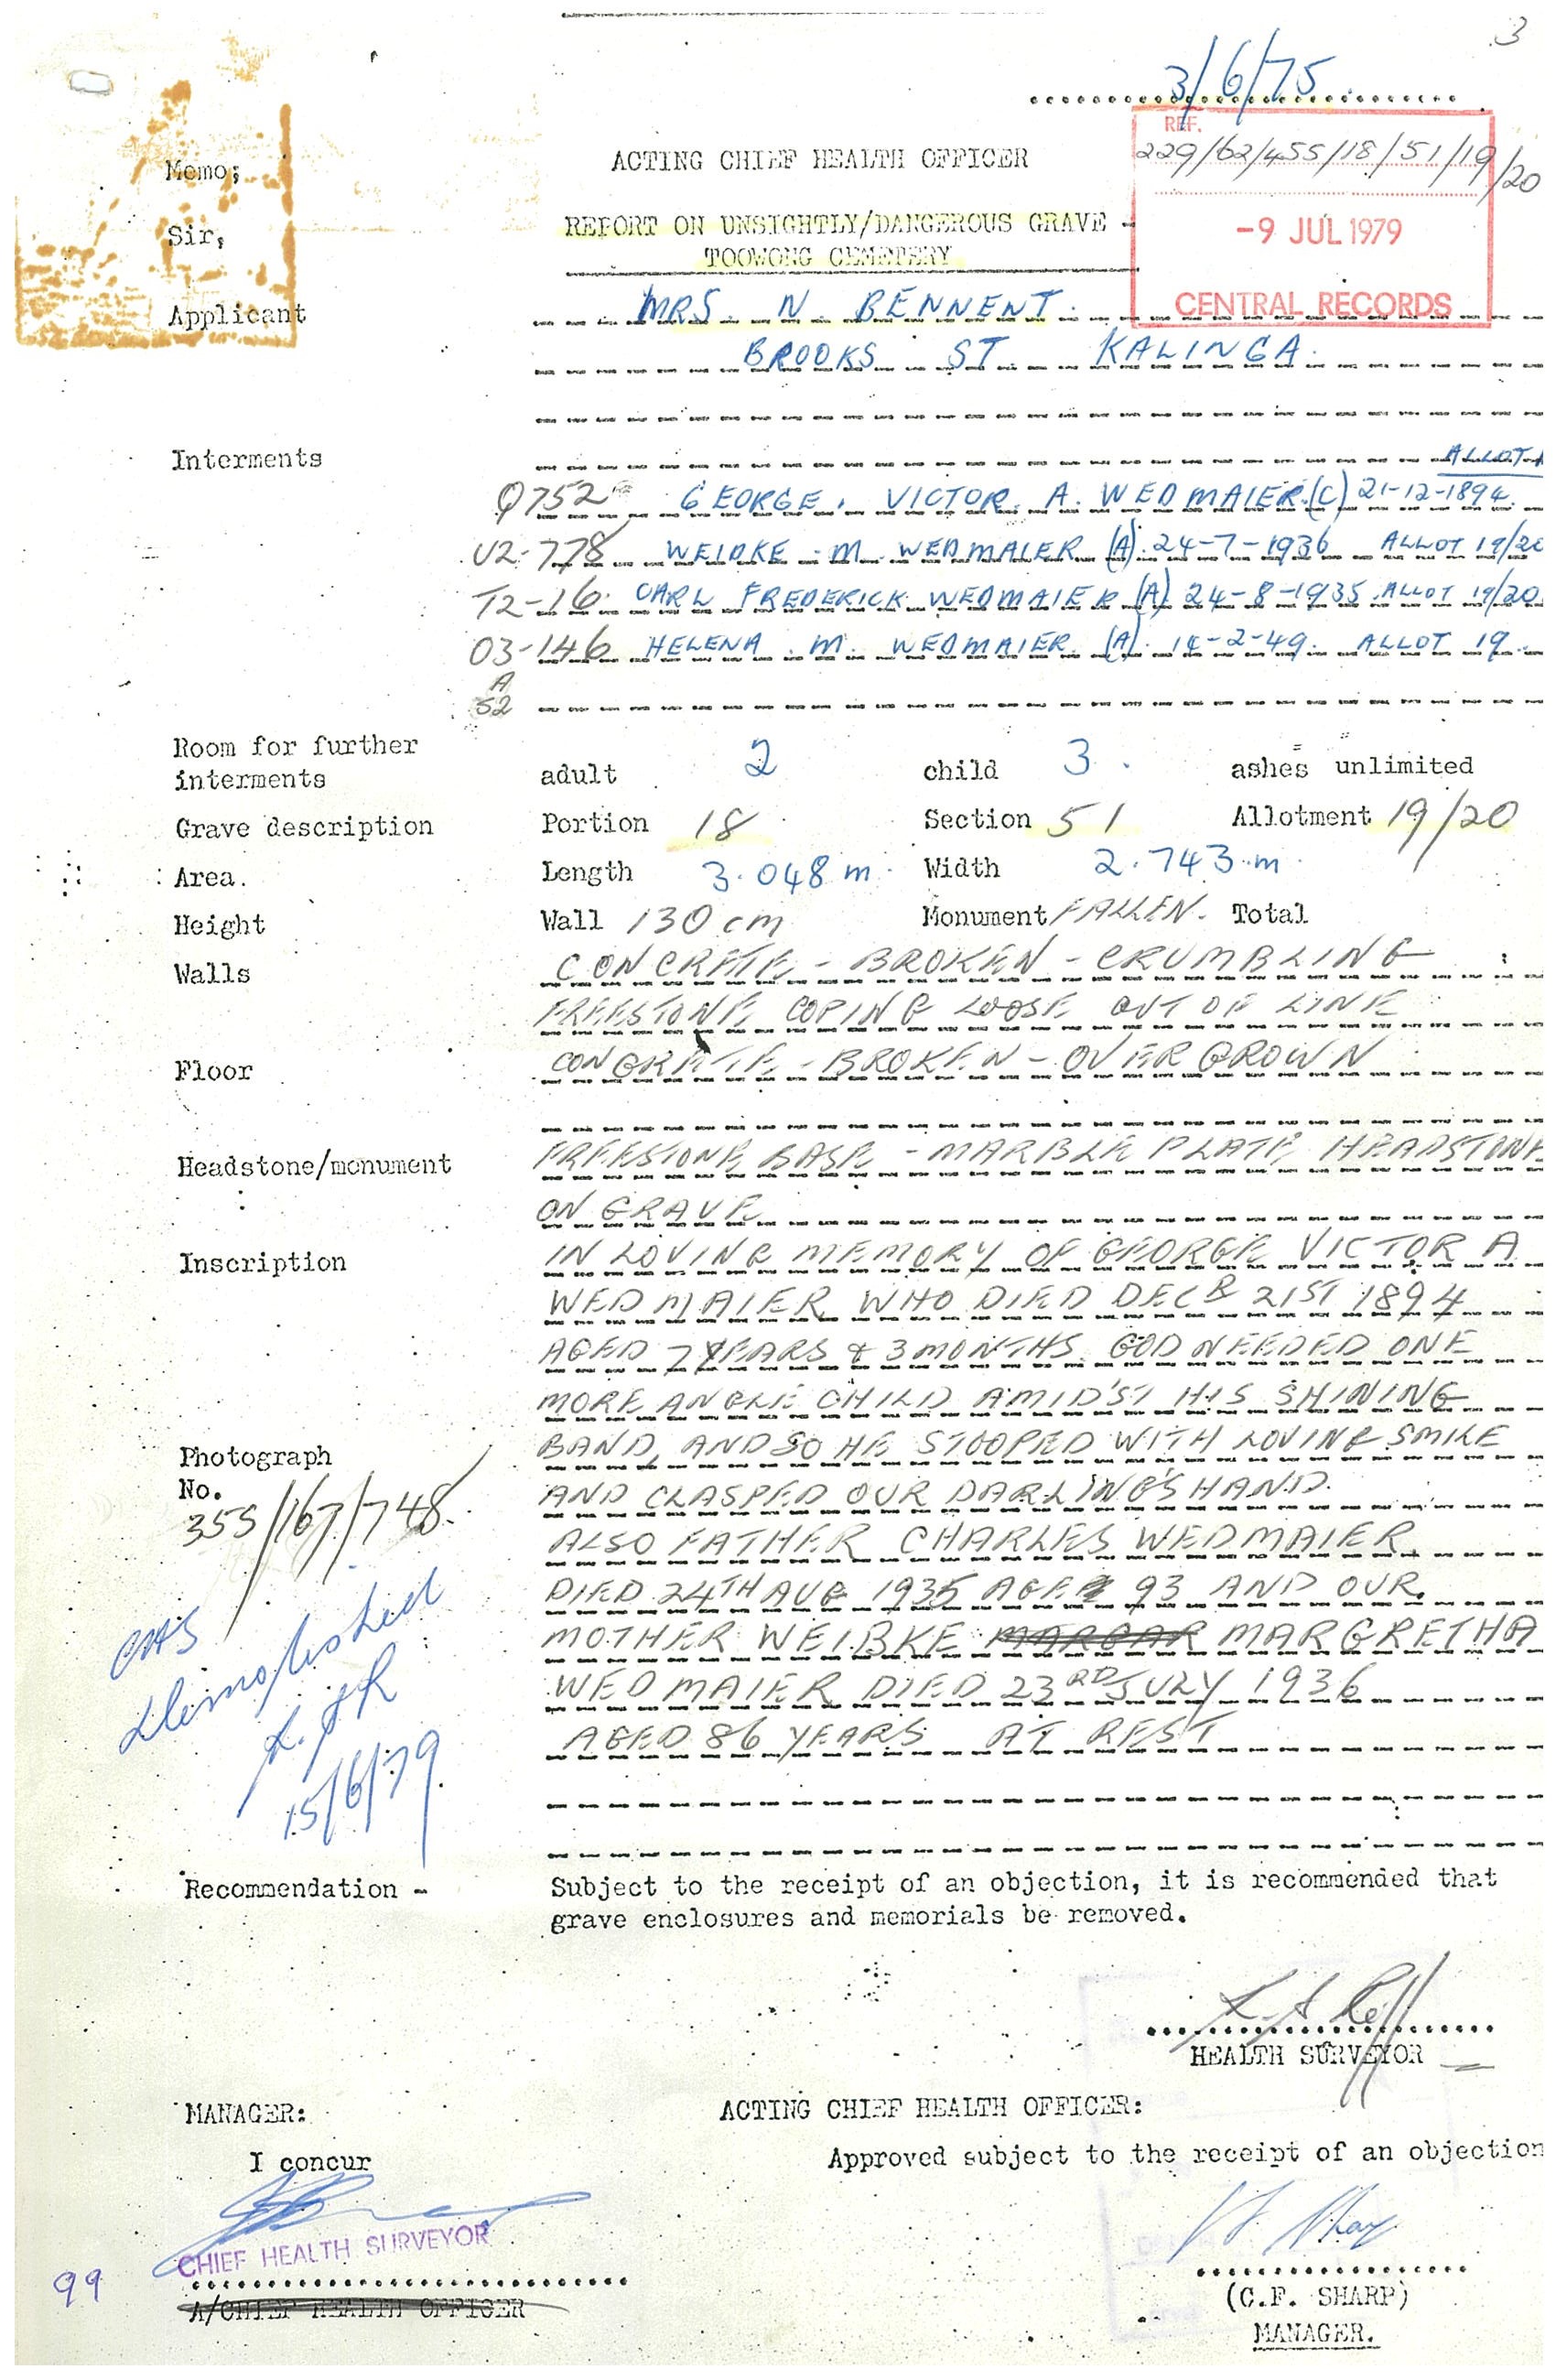 3
3/6/75
REF.
229/62/455/18/51/19/20
-9 JUL 1979
CENTRAL RECORDS
Memo;
ACTING CHIEF HEALTH OFFICER
Sir,
REPORT ON UNSIGHTLY/DANGEROUS GRAVE -
TOOWONG CEMETERY
Applicant MRS. N. BENNENT.
BROOKS ST. KALINGA.
Interments
ALLOT
Q752 GEORGE. VICTOR. A. WEDMAIER. (C) 21-12-1894.
U2-778 WEIDKE. M. WEDMAIER (A). 24-7-1936 ALLOT 19/20
T2-16. CARL FREDERICK WEDMAIER (A) 24-8-1935. ALLOT 19/20.
03-146 HELENA. M. WEDMAIER. (A). 14-2-49. ALLOT 19.
A
52
Room for further
interments adult 2 child 3. ashes unlimited
Grave description Portion 18 Section 51 Allotment 19/20
Area. Length 3.048 m. Width 2.743.m.
Height Wall 130 cm Monument FALLEN. Total
Walls CONCRETE - BROKEN - CRUMBLING
FREESTONE COPING LOOSE OUT OF LINE
Floor CONCRETE - BROKEN - OVERGROWN
Headstone/monument FREESTONE BASE - MARBLE PLATE HEADSTONE
ON GRAVE
Inscription IN LOVING MEMORY OF GEORGE VICTOR A
WEDMAIER WHO DIED DECB 21ST 1894
AGED 7 YEARS & 3 MONTHS. GOD NEEDED ONE
MORE ANGLE CHILD AMID'ST HIS SHINING
BAND, AND SO HE STOOPED WITH LOVING SMILE
AND CLASPED OUR DARLING'S HAND.
ALSO FATHER CHARLES WEDMAIER
DIED 24TH AUG 1935 AGED 93 AND OUR.
MOTHER WEIBKE MARGAR MARGRETHA
WEDMAIER DIED 23RD JULY 1936
AGED 86 YEARS AT REST
Photograph
No.
355/167/748.
Demolished
15/6/79.
Recommendation - Subject to the receipt of an objection, it is recommended that
grave enclosures and memorials be removed.
HEALTH SURVEYOR
MANAGER: ACTING CHIEF HEALTH OFFICER:
I concur Approved subject to the receipt of an objection
CHIEF HEALTH SURVEYOR
A/CHIEF HEALTH OFFICER
99
(C.F. SHARP)
MANAGER.